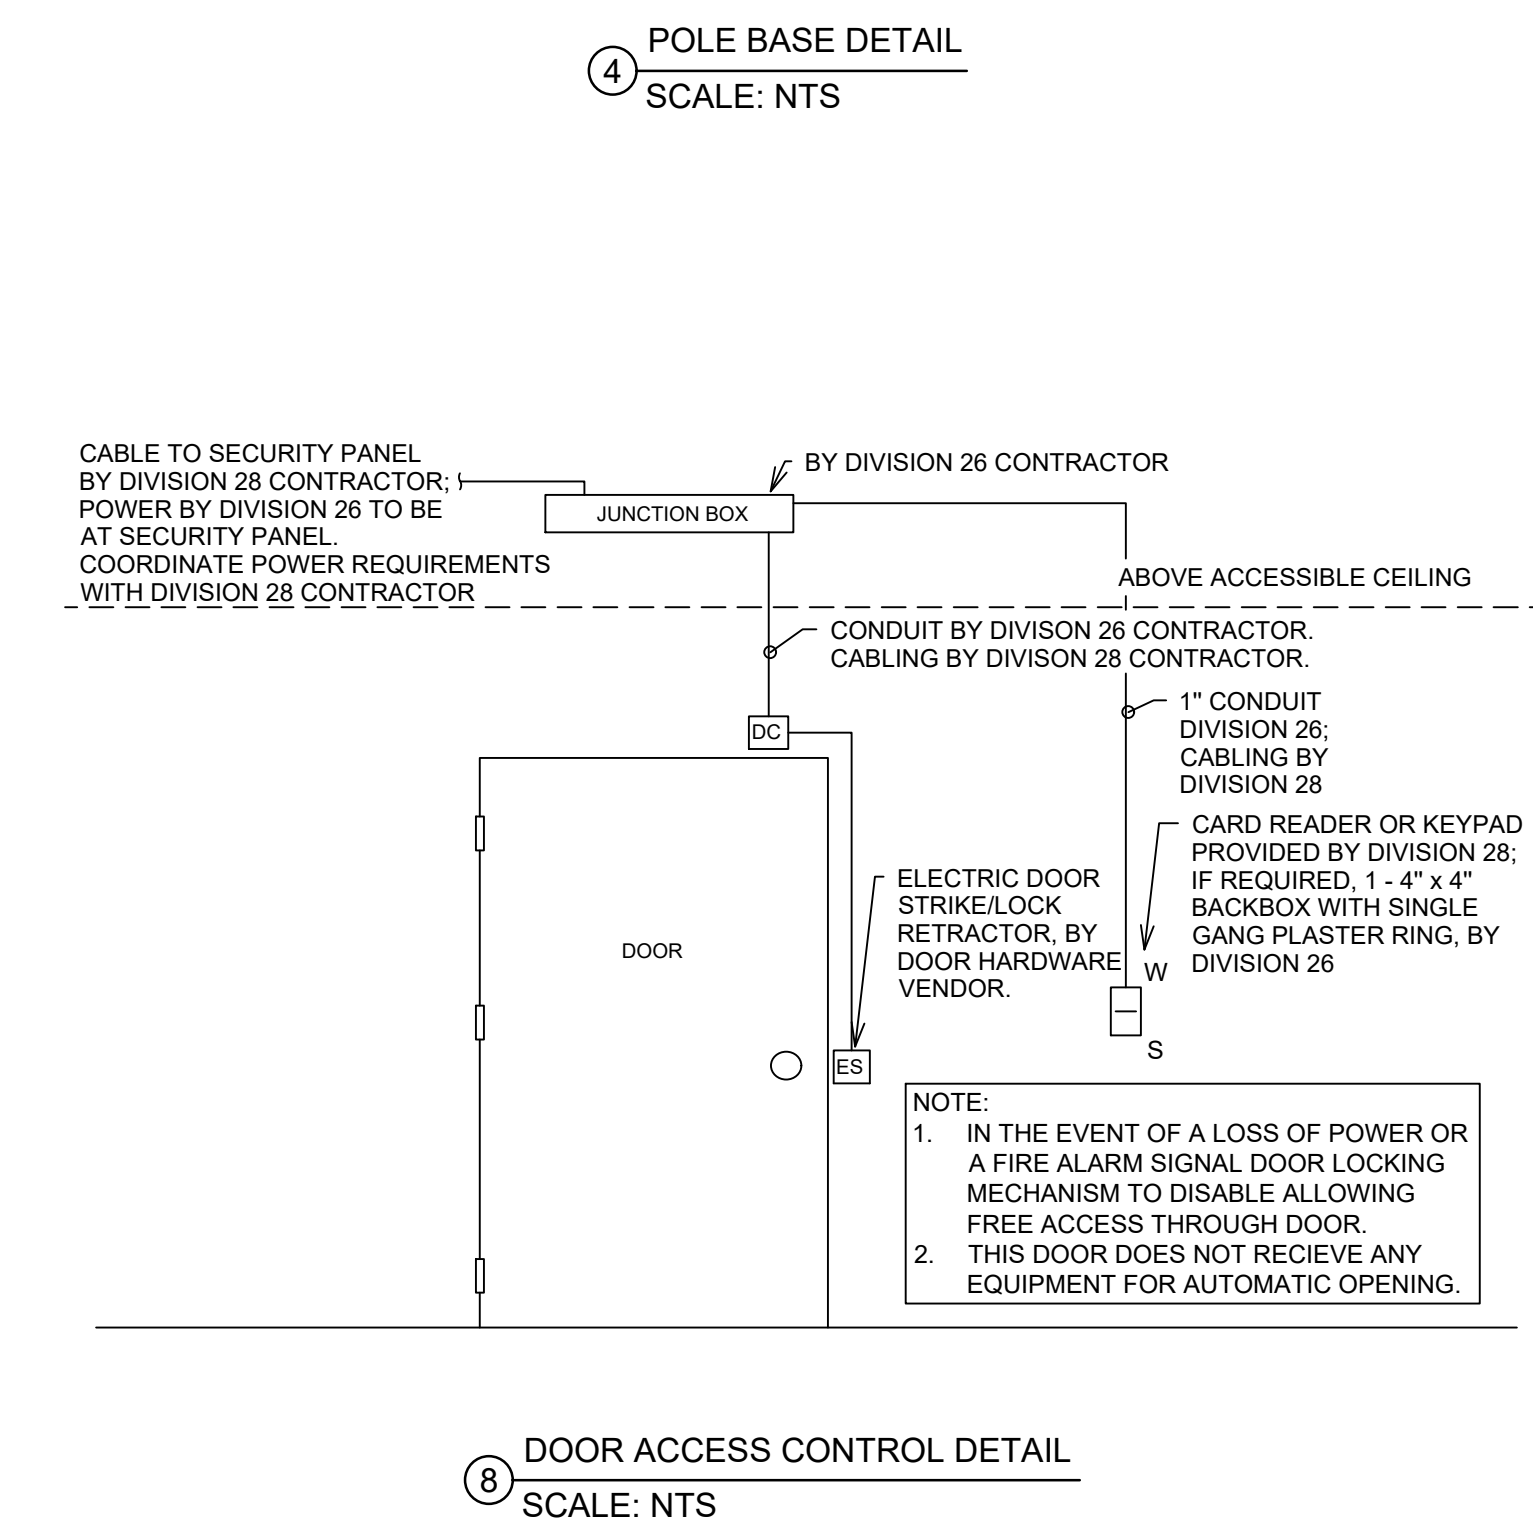 POLE BASE DETAIL
4
SCALE: NTS
CABLE TO SECURITY PANEL
BY DIVISION 28 CONTRACTOR;
POWER BY DIVISION 26 TO BE
AT SECURITY PANEL.
COORDINATE POWER REQUIREMENTS
WITH DIVISION 28 CONTRACTOR
BY DIVISION 26 CONTRACTOR
JUNCTION BOX
ABOVE ACCESSIBLE CEILING
CONDUIT BY DIVISON 26 CONTRACTOR.
CABLING BY DIVISON 28 CONTRACTOR.
1" CONDUIT
DIVISION 26;
CABLING BY
DIVISION 28
DC
CARD READER OR KEYPAD
PROVIDED BY DIVISION 28;
IF REQUIRED, 1 - 4" x 4"
BACKBOX WITH SINGLE
GANG PLASTER RING, BY
DIVISION 26
ELECTRIC DOOR
STRIKE/LOCK
RETRACTOR, BY
DOOR HARDWARE
VENDOR.
DOOR
W
S
ES
NOTE:
1. IN THE EVENT OF A LOSS OF POWER OR
A FIRE ALARM SIGNAL DOOR LOCKING
MECHANISM TO DISABLE ALLOWING
FREE ACCESS THROUGH DOOR.
2. THIS DOOR DOES NOT RECIEVE ANY
EQUIPMENT FOR AUTOMATIC OPENING.
DOOR ACCESS CONTROL DETAIL
8
SCALE: NTS